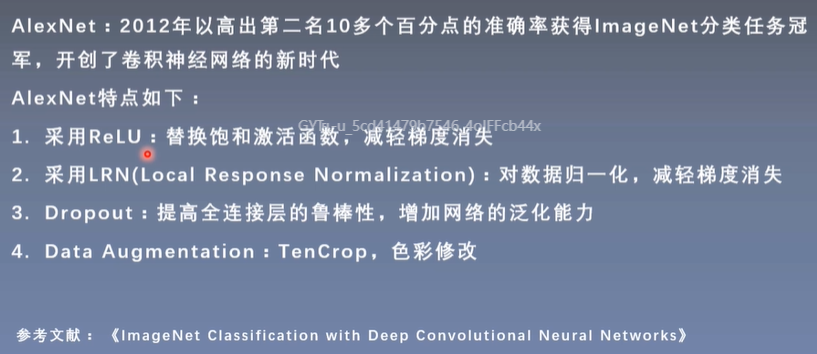 AlexNet：2012年以高出第二名10多个百分点的准确率获得ImageNet分类任务冠
军，开创了卷积神经网络的新时代
AlexNet特点如下：
1. 采用ReLU：替换饱和激活函数，减轻梯度消失
2. 采用LRN(Local Response Normalization)：对数据归一化，减轻梯度消失
3. Dropout：提高全连接层的鲁棒性，增加网络的泛化能力
4. Data Augmentation：TenCrop，色彩修改
参考文献：《ImageNet Classification with Deep Convolutional Neural Networks》